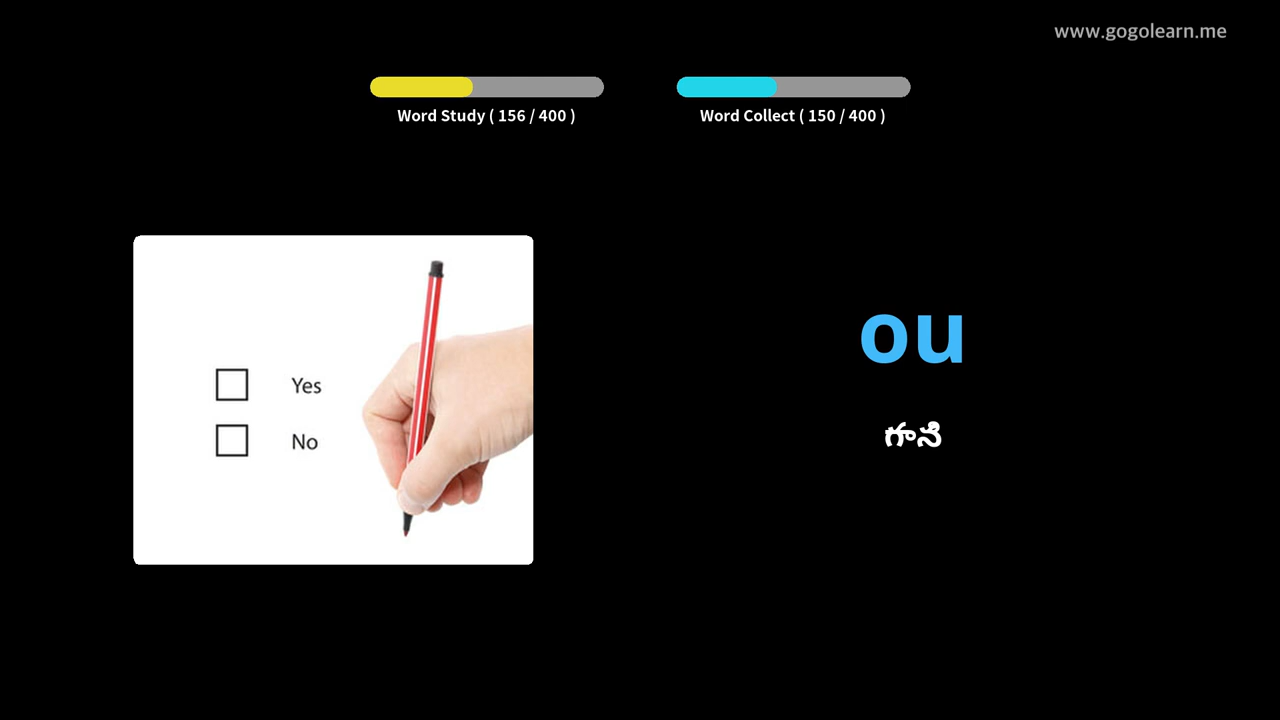 www.gogolearn.me
Word Study ( 156 / 400 )
Word Collect ( 150 / 400 )
Yes
No
ou
గాని